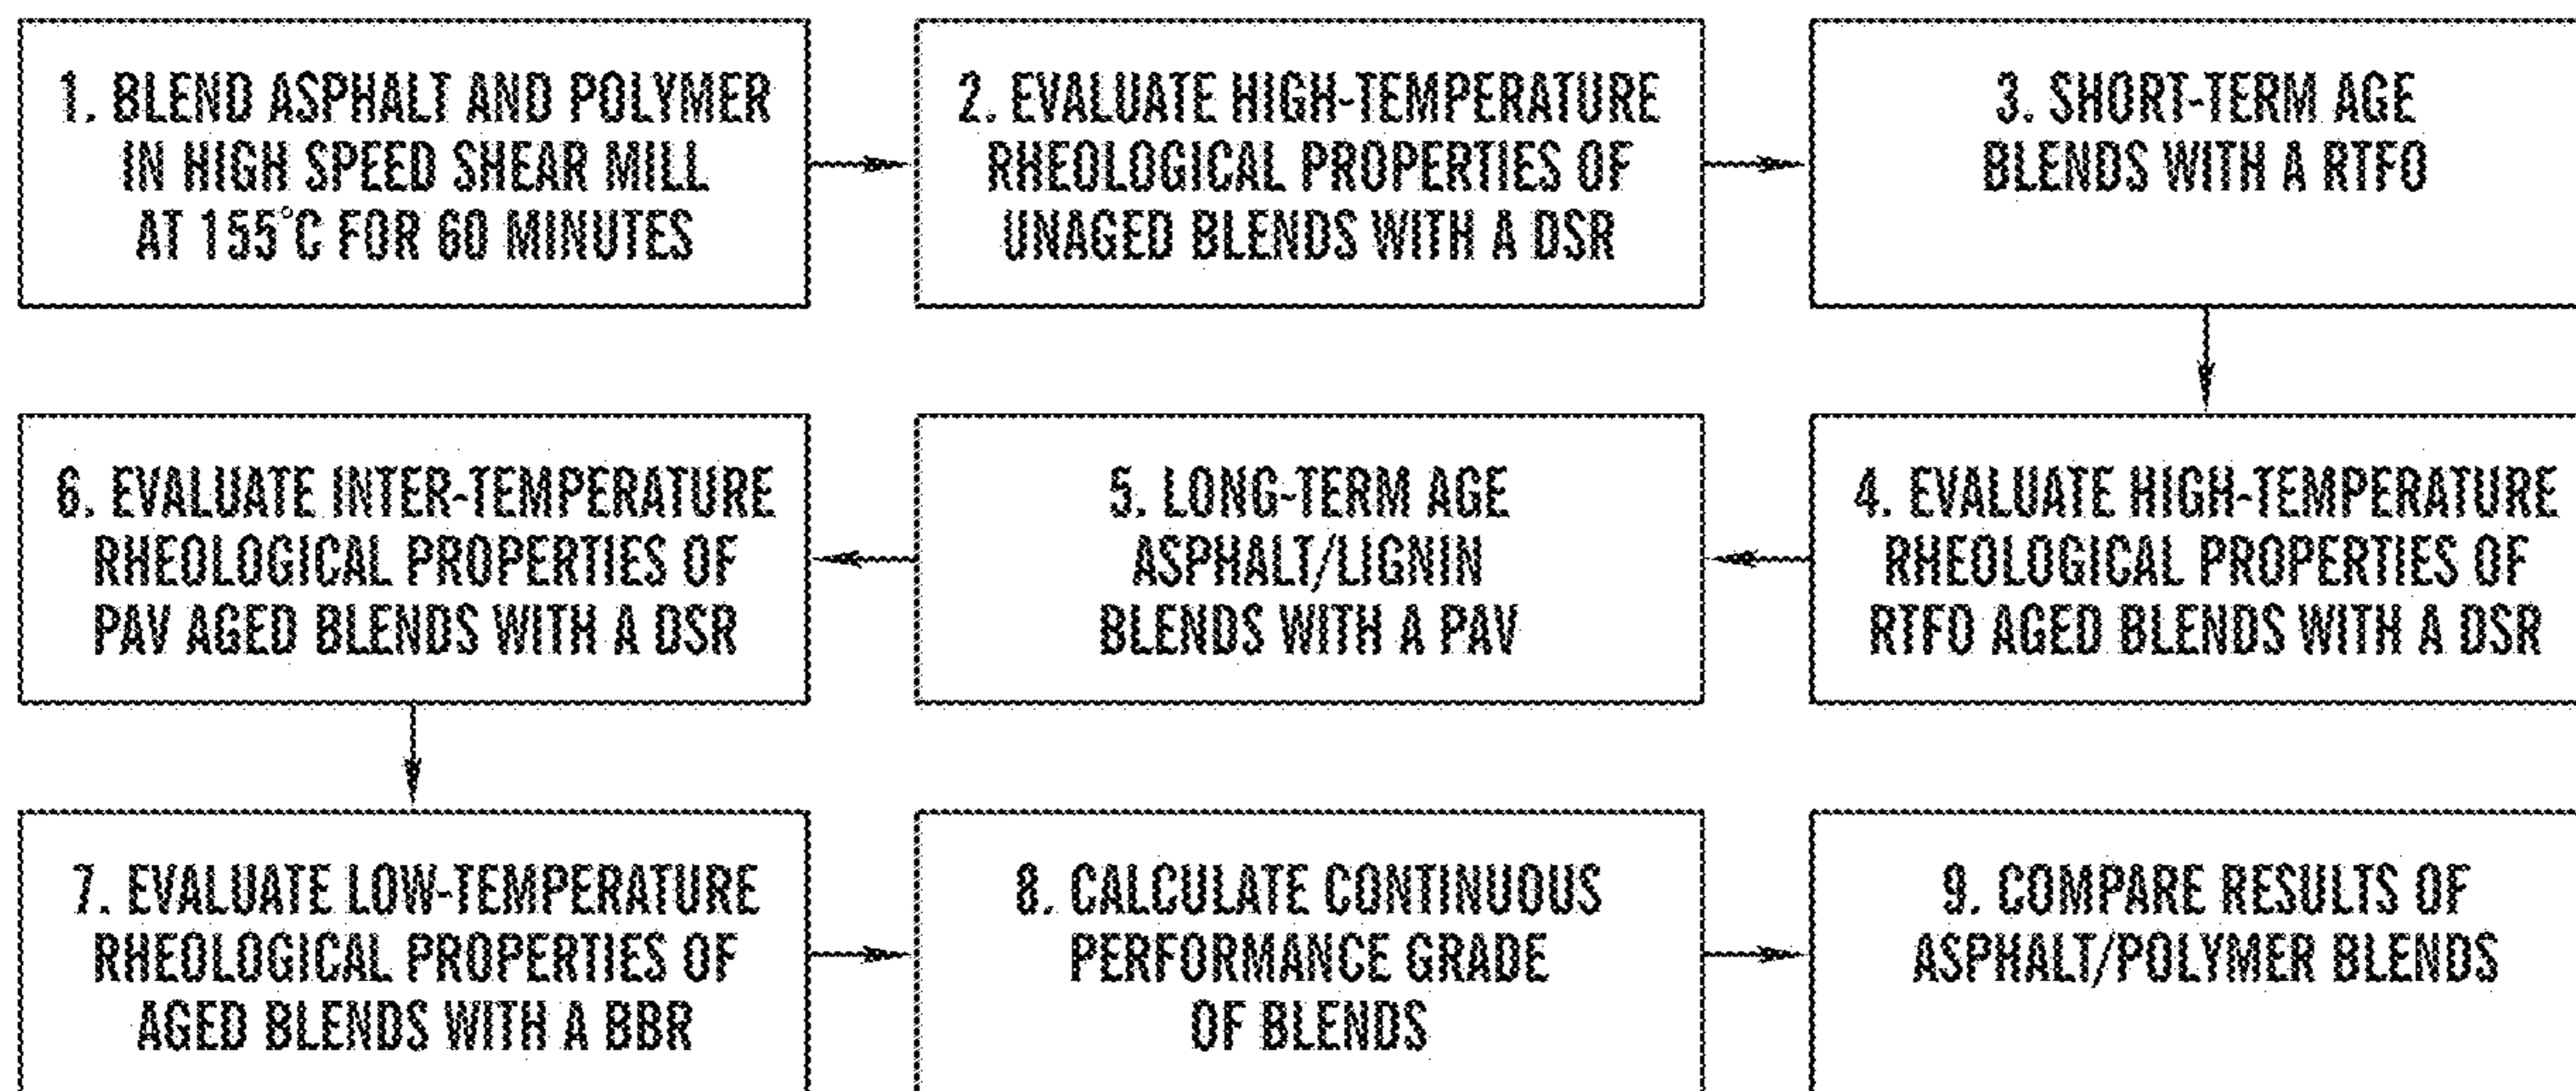 1. BLEND ASPHALT AND POLYMER
IN HIGH SPEED SHEAR MILL
AT 155°C FOR 60 MINUTES
2. EVALUATE HIGH-TEMPERATURE
RHEOLOGICAL PROPERTIES OF
UNAGED BLENDS WITH A DSR
3. SHORT-TERM AGE
BLENDS WITH A RTFO
4. EVALUATE HIGH-TEMPERATURE
RHEOLOGICAL PROPERTIES OF
RTFO AGED BLENDS WITH A DSR
5. LONG-TERM AGE
ASPHALT/LIGNIN
BLENDS WITH A PAV
6. EVALUATE INTER-TEMPERATURE
RHEOLOGICAL PROPERTIES OF
PAV AGED BLENDS WITH A DSR
7. EVALUATE LOW-TEMPERATURE
RHEOLOGICAL PROPERTIES OF
AGED BLENDS WITH A BBR
8. CALCULATE CONTINUOUS
PERFORMANCE GRADE
OF BLENDS
9. COMPARE RESULTS OF
ASPHALT/POLYMER BLENDS